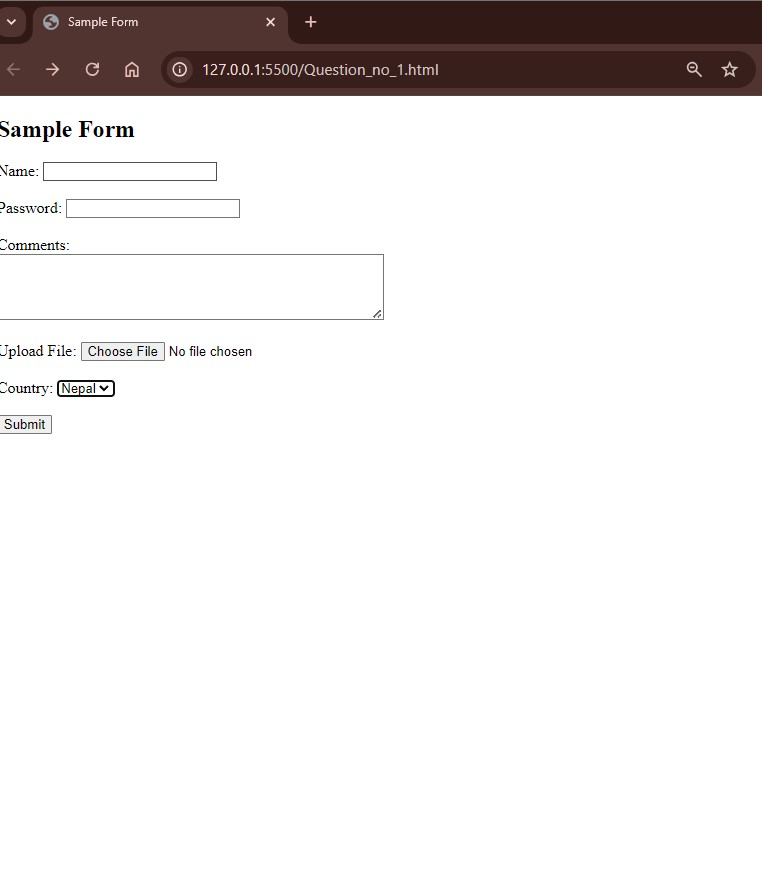 Sample Form
127.0.0.1:5500/Question_no_1.html
Sample Form
Name:
Password:
Comments:
Upload File: Choose File No file chosen
Country: Nepal
Submit